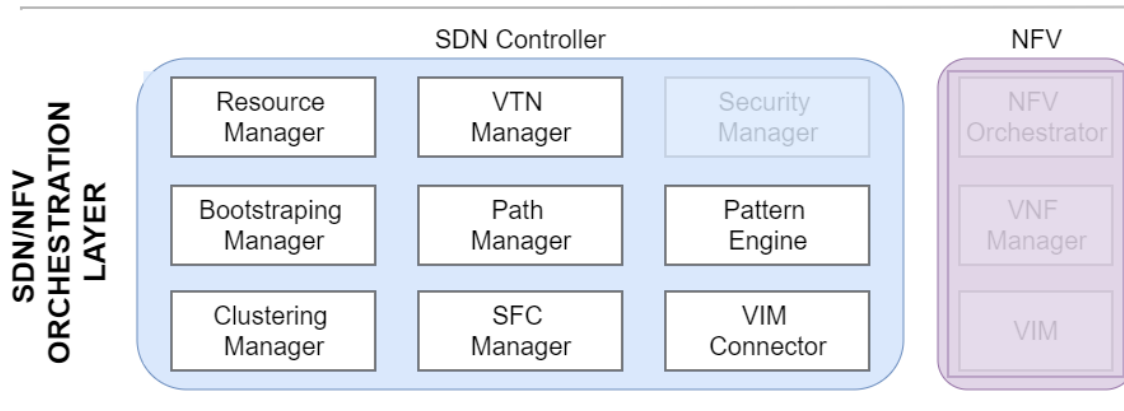 SDN Controller
NFV
SDN/NFV
ORCHESTRATION
LAYER
Resource
Manager
VTN
Manager
Security
Manager
NFV
Orchestrator
Bootstraping
Manager
Path
Manager
Pattern
Engine
VNF
Manager
Clustering
Manager
SFC
Manager
VIM
Connector
VIM